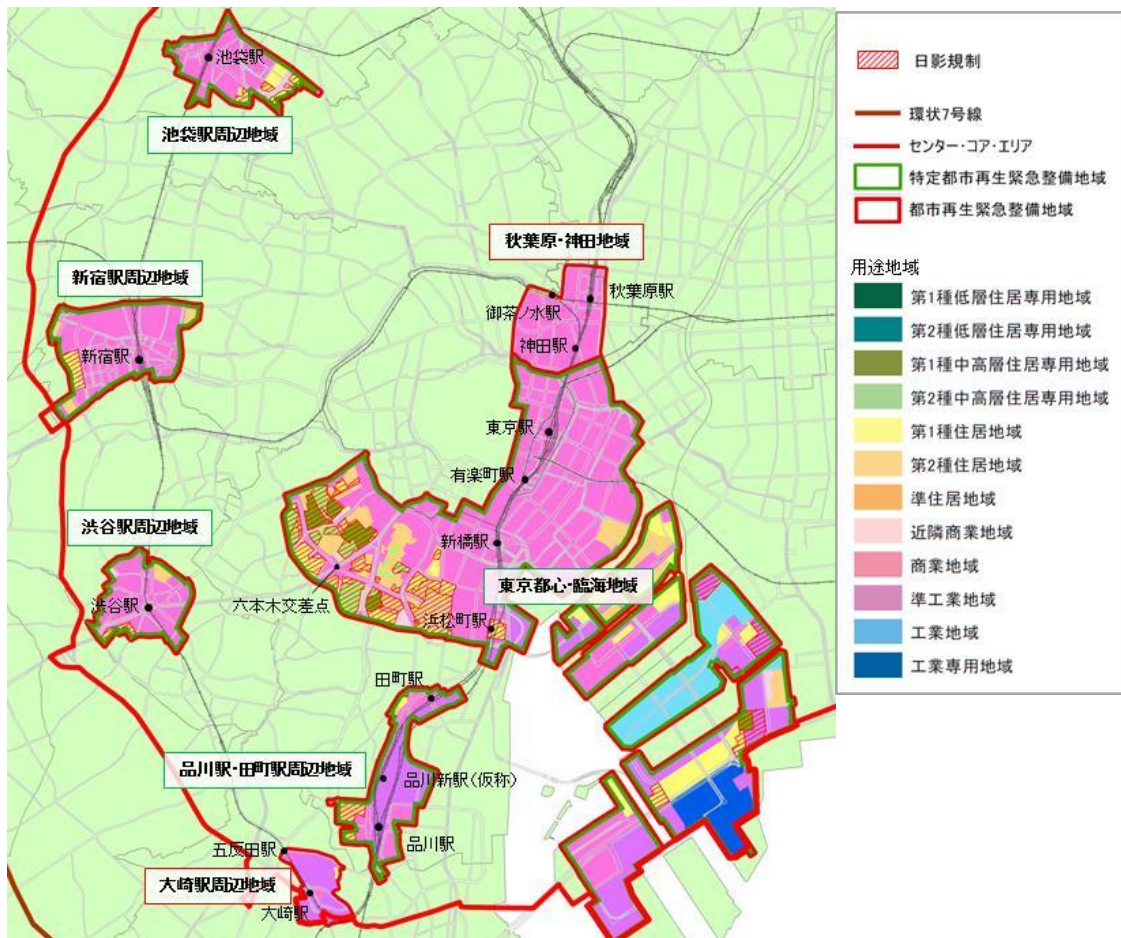 池袋駅
池袋駅周辺地域
秋葉原・神田地域
新宿駅周辺地域
秋葉原駅
御茶ノ水駅
神田駅
新宿駅
東京駅
有楽町駅
渋谷駅周辺地域
新橋駅
東京都心・臨海地域
六本木交差点
渋谷駅
浜松町駅
田町駅
品川駅・田町駅周辺地域
品川新駅(仮称)
品川駅
五反田駅
大崎駅周辺地域
大崎駅
日影規制
環状7号線
センター・コア・エリア
特定都市再生緊急整備地域
都市再生緊急整備地域
用途地域
第1種低層住居専用地域
第2種低層住居専用地域
第1種中高層住居専用地域
第2種中高層住居専用地域
第1種住居地域
第2種住居地域
準住居地域
近隣商業地域
商業地域
準工業地域
工業地域
工業専用地域